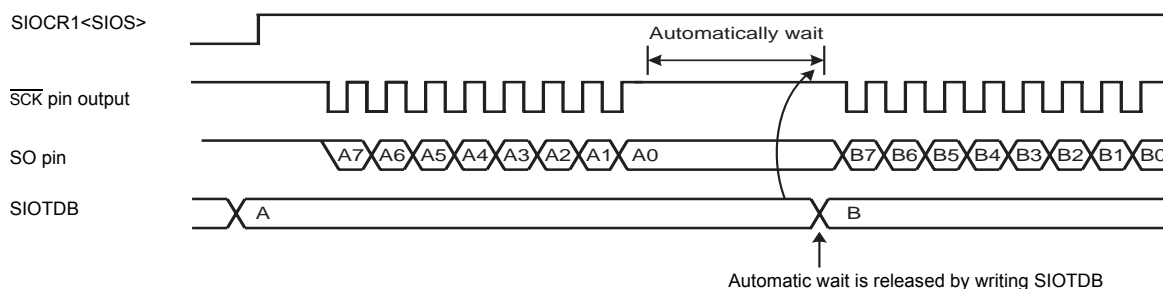 SIOCR1<SIOS>
Automatically wait
SCK pin output
SO pin
A7 A6 A5 A4 A3 A2 A1 A0 B7 B6 B5 B4 B3 B2 B1 B0
SIOTDB
A B
Automatic wait is released by writing SIOTDB